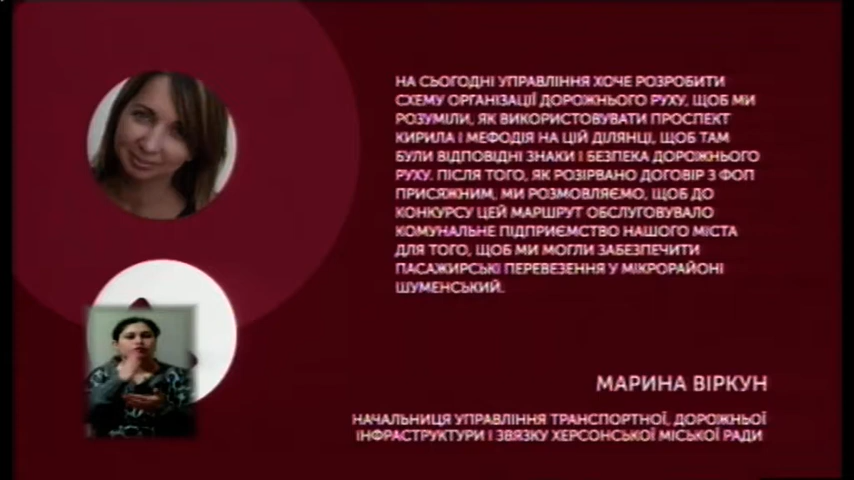 НА СЬОГОДНІ УПРАВЛІННЯ ХОЧЕ РОЗРОБИТИ
СХЕМУ ОРГАНІЗАЦІЇ ДОРОЖНЬОГО РУХУ, ЩОБ МИ
РОЗУМІЛИ, ЯК ВИКОРИСТОВУВАТИ ПРОСПЕКТ
КИРИЛА І МЕФОДІЯ НА ЦІЙ ДІЛЯНЦІ, ЩОБ ТАМ
БУЛИ ВІДПОВІДНІ ЗНАКИ І БЕЗПЕКА ДОРОЖНЬОГО
РУХУ. ПІСЛЯ ТОГО, ЯК РОЗІРВАНО ДОГОВІР З ФОП
ПРИСЯЖНИМ, МИ РОЗМОВЛЯЄМО, ЩОБ ДО
КОНКУРСУ ЦЕЙ МАРШРУТ ОБСЛУГОВУВАЛО
КОМУНАЛЬНЕ ПІДПРИЄМСТВО НАШОГО МІСТА
ДЛЯ ТОГО, ЩОБ МИ МОГЛИ ЗАБЕЗПЕЧИТИ
ПАСАЖИРСЬКІ ПЕРЕВЕЗЕННЯ У МІКРОРАЙОНІ
ШУМЕНСЬКИЙ.
МАРИНА ВІРКУН
НАЧАЛЬНИЦЯ УПРАВЛІННЯ ТРАНСПОРТНОЇ, ДОРОЖНЬОЇ
ІНФРАСТРУКТУРИ І ЗВЯЗКУ ХЕРСОНСЬКОЇ МІСЬКОЇ РАДИ